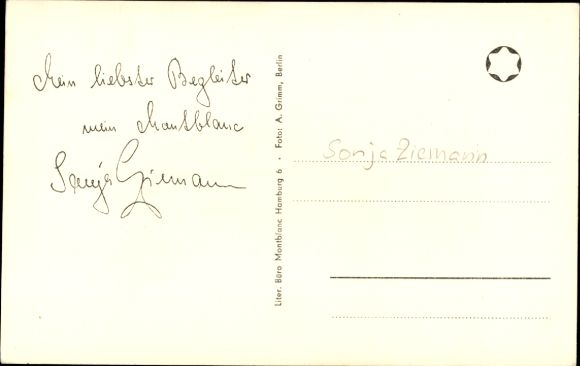 Mein liebster Begleiter
mein Montblanc
Sonja Ziemann
Liter. Büro Montblanc Hamburg 6 • Foto: A. Grimm, Berlin
Sonja Ziemann